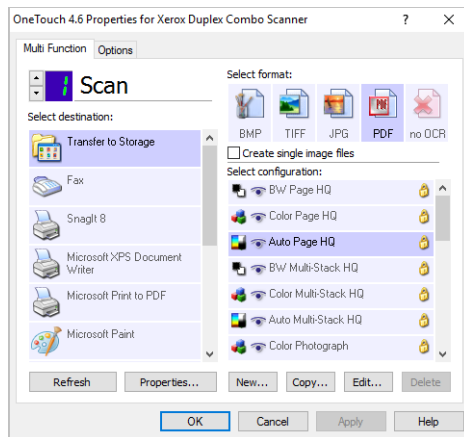 OneTouch 4.6 Properties for Xerox Duplex Combo Scanner ? ×
Multi Function Options
1 Scan
Select destination:
Transfer to Storage
Fax
SnagIt 8
Microsoft XPS Document
Writer
Microsoft Print to PDF
Microsoft Paint
Refresh Properties...
Select format:
BMP TIFF JPG PDF no OCR
Create single image files
Select configuration:
BW Page HQ
Color Page HQ
Auto Page HQ
BW Multi-Stack HQ
Color Multi-Stack HQ
Auto Multi-Stack HQ
Color Photograph
New... Copy... Edit... Delete
OK Cancel Apply Help